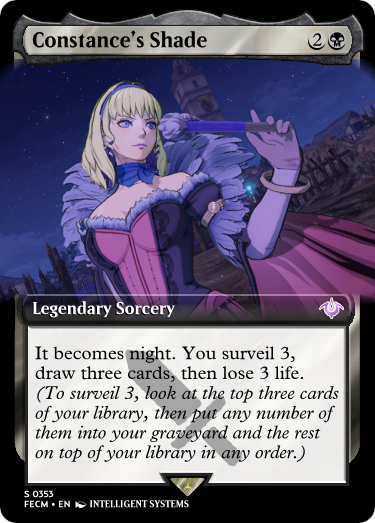 Constance's Shade 2
Legendary Sorcery
It becomes night. You surveil 3,
draw three cards, then lose 3 life.
(To surveil 3, look at the top three cards
of your library, then put any number of
them into your graveyard and the rest
on top of your library in any order.)
S 0353
FECM • EN INTELLIGENT SYSTEMS